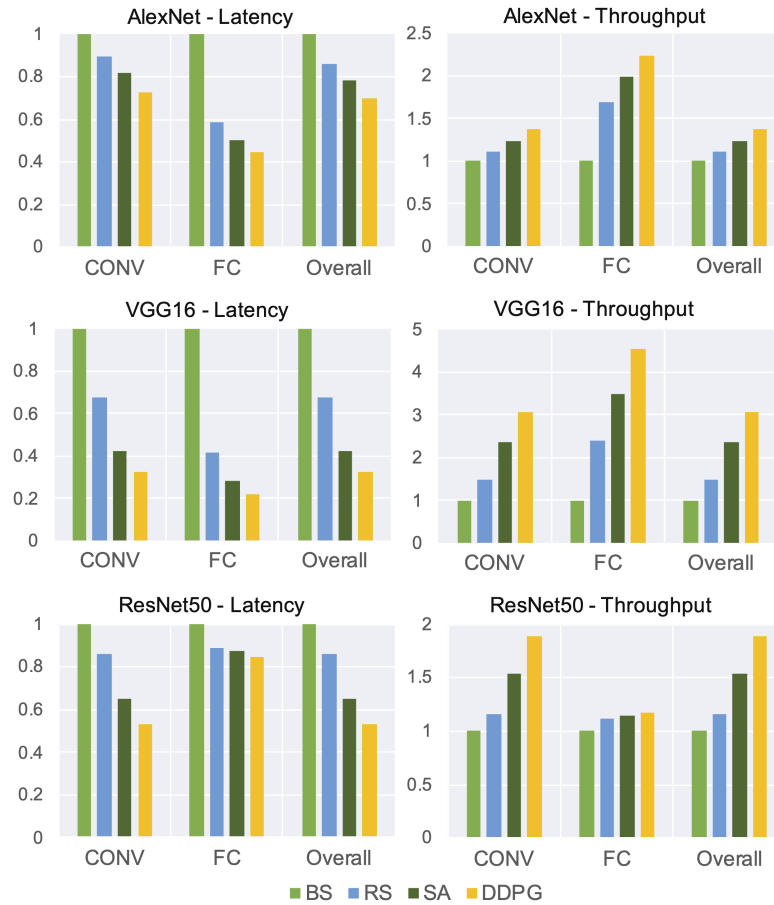 AlexNet - Latency
1
0.8
0.6
0.4
0.2
0
CONV FC Overall
AlexNet - Throughput
2.5
2
1.5
1
0.5
0
CONV FC Overall
VGG16 - Latency
1
0.8
0.6
0.4
0.2
0
CONV FC Overall
VGG16 - Throughput
5
4
3
2
1
0
CONV FC Overall
ResNet50 - Latency
1
0.8
0.6
0.4
0.2
0
CONV FC Overall
ResNet50 - Throughput
2
1.5
1
0.5
0
CONV FC Overall
BS RS SA DDPG